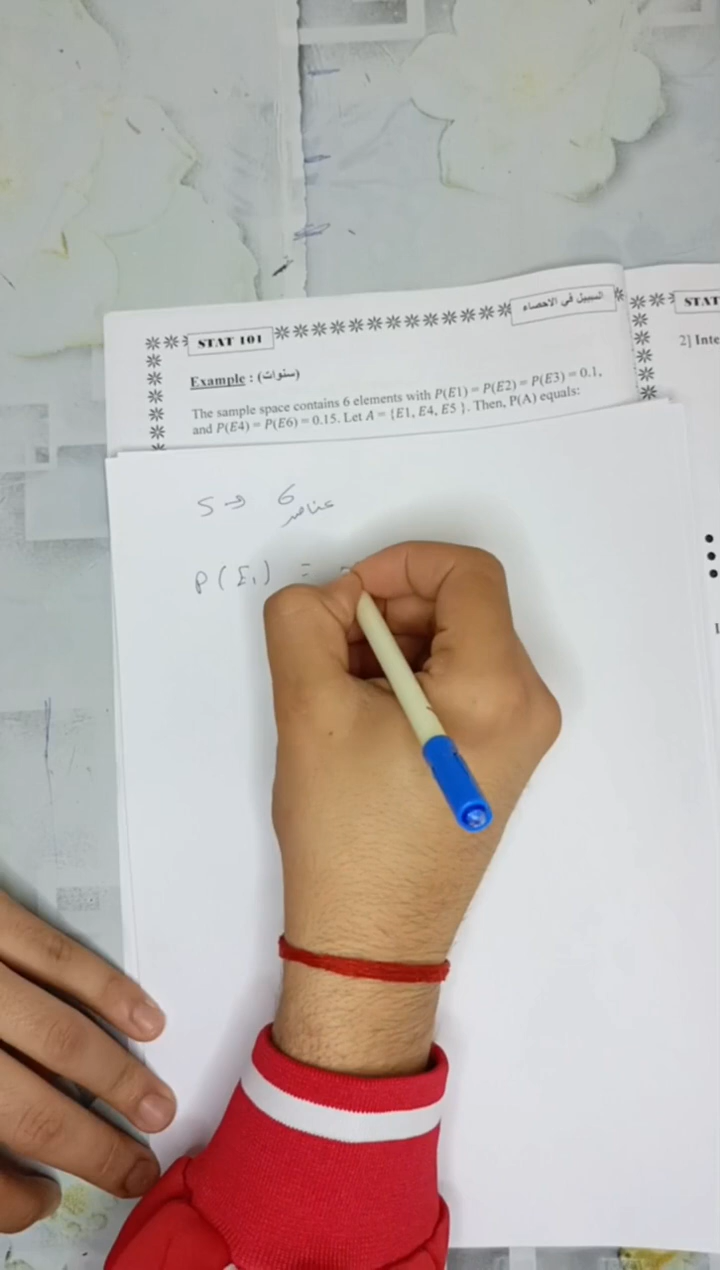 STAT 101
السبيل في الاحصاء
STAT
Example : (سنوات)
2] Inte
The sample space contains 6 elements with P(E1) = P(E2) = P(E3) = 0.1,
and P(E4) = P(E6) = 0.15. Let A = {E1, E4, E5 }. Then, P(A) equals:
S → 6
عناصر
P(E₁) =